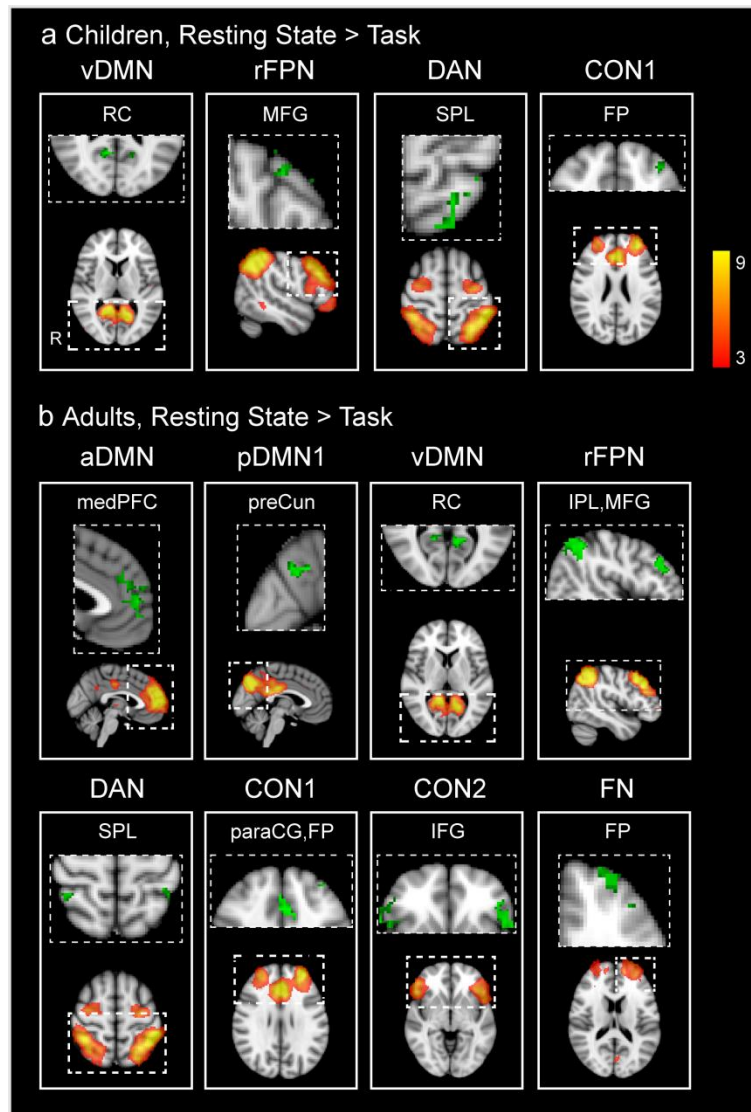 a Children, Resting State > Task
vDMN rFPN DAN CON1
RC MFG SPL FP
R
9
3
b Adults, Resting State > Task
aDMN pDMN1 vDMN rFPN
medPFC preCun RC IPL,MFG
DAN CON1 CON2 FN
SPL paraCG,FP IFG FP